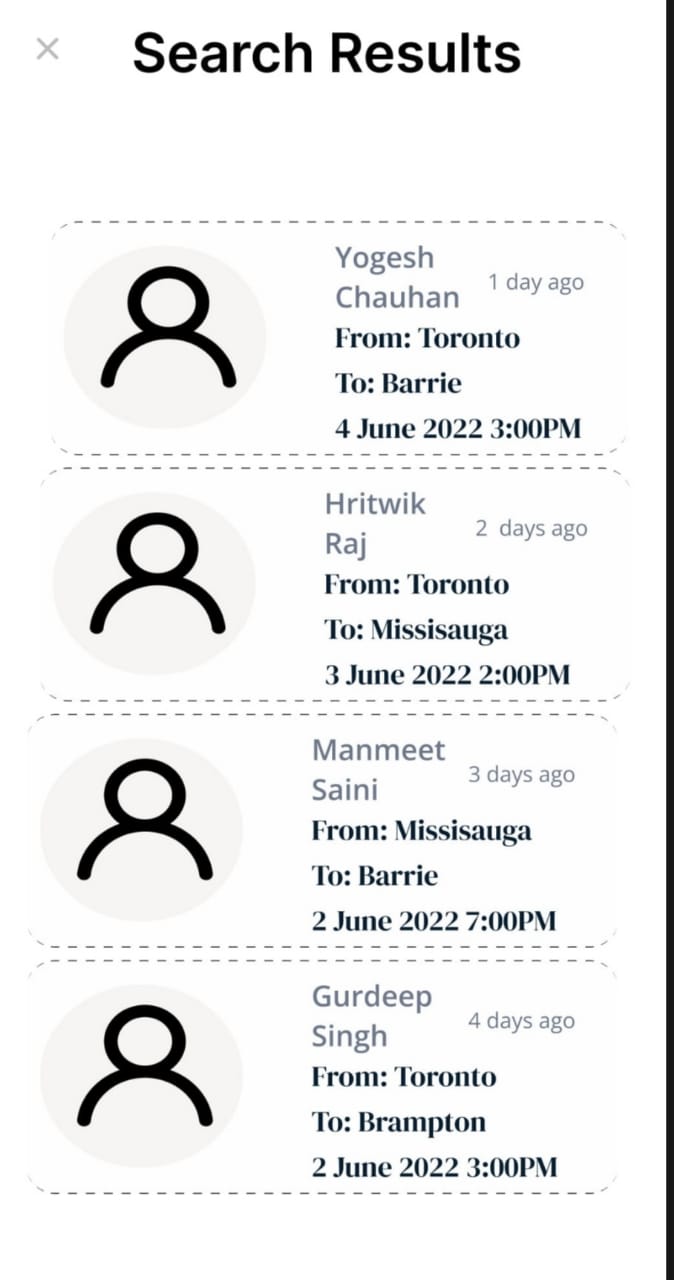 Search Results
Yogesh
Chauhan
1 day ago
From: Toronto
To: Barrie
4 June 2022 3:00PM
Hritwik
Raj
2 days ago
From: Toronto
To: Missisauga
3 June 2022 2:00PM
Manmeet
Saini
3 days ago
From: Missisauga
To: Barrie
2 June 2022 7:00PM
Gurdeep
Singh
4 days ago
From: Toronto
To: Brampton
2 June 2022 3:00PM